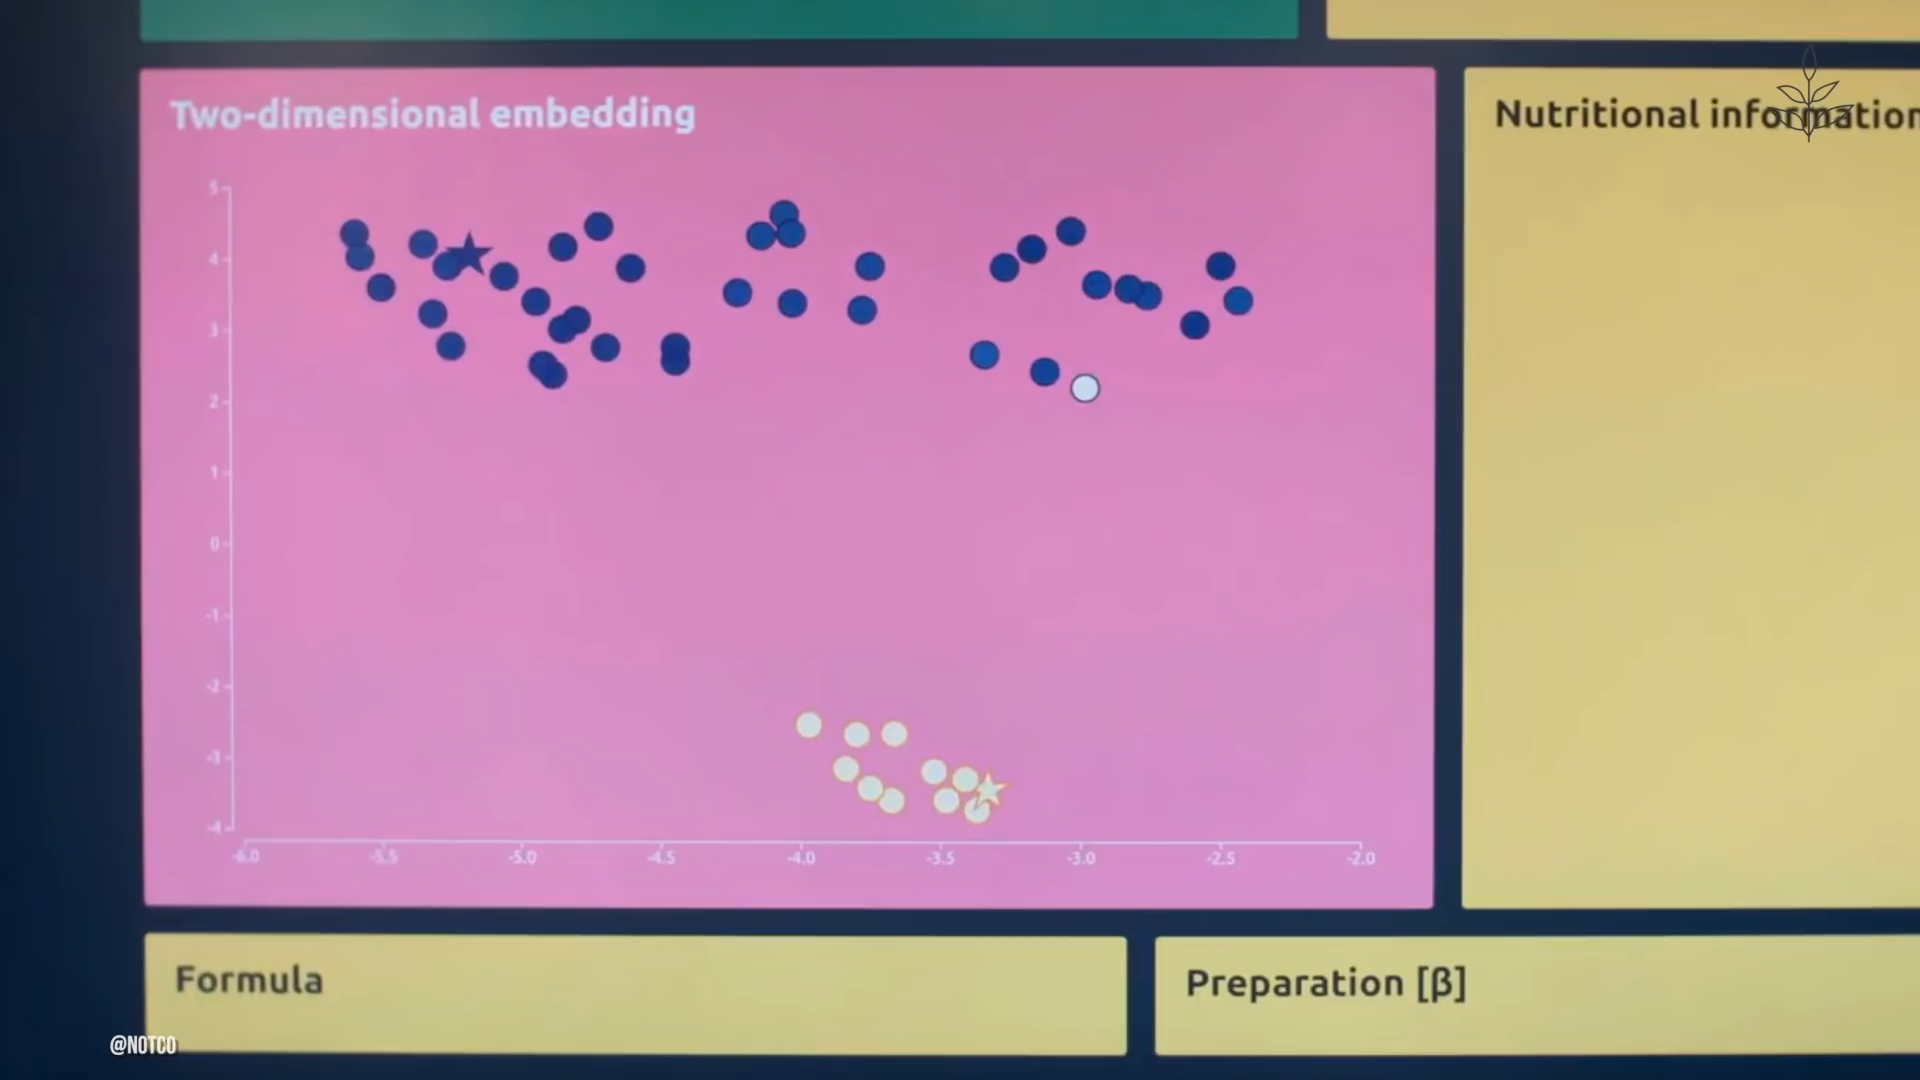 Two-dimensional embedding
Nutritional information
5
4
3
2
1
0
-1
-2
-3
-4
-6.0 -5.5 -5.0 -4.5 -4.0 -3.5 -3.0 -2.5 -2.0
Formula
Preparation [β]
@NOTCO